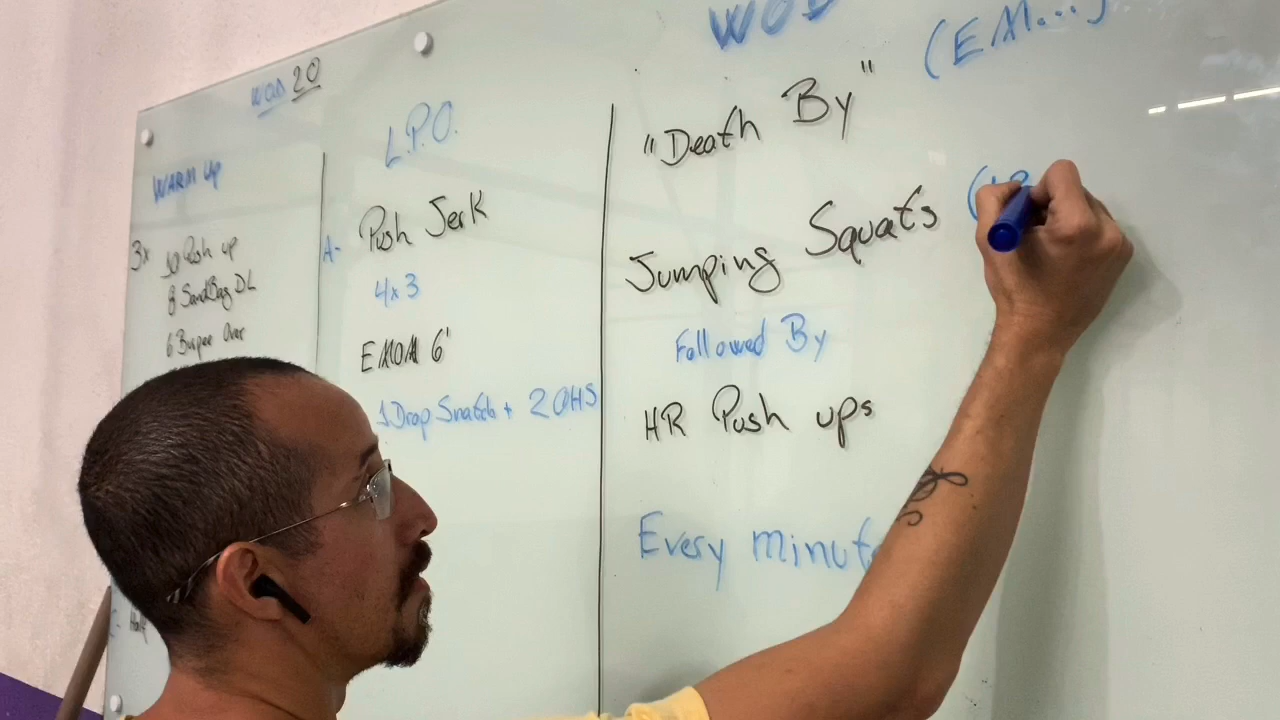 WOD 20
WARM UP
3x 10 Push up
8 SandBag DL
6 Burpee Over
L.P.O.
A- Push Jerk
4x3
EMOM 6'
1 Drop Snatch + 2 OHS
WOD
"Death By"
Jumping Squats
Followed By
HR Push ups
Every minute